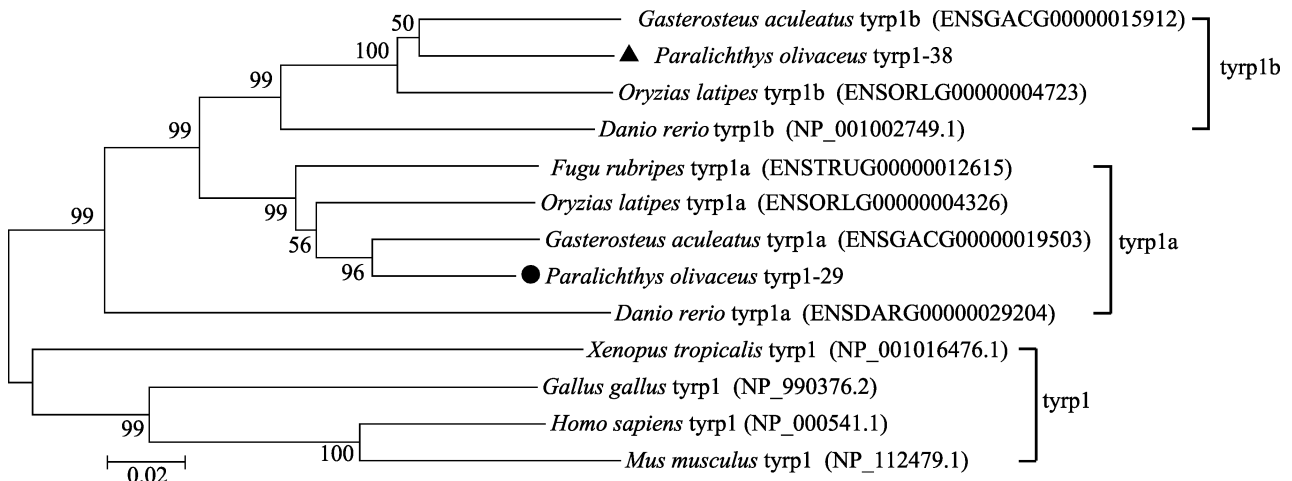 50 Gasterosteus aculeatus tyrp1b (ENSGACG00000015912)
100 Paralichthys olivaceus tyrp1-38
tyrp1b
99 Oryzias latipes tyrp1b (ENSORLG00000004723)
99 Danio rerio tyrp1b (NP_001002749.1)
Fugu rubripes tyrp1a (ENSTRUG00000012615)
99 99 Oryzias latipes tyrp1a (ENSORLG00000004326)
56 Gasterosteus aculeatus tyrp1a (ENSGACG00000019503)
tyrp1a
96 Paralichthys olivaceus tyrp1-29
Danio rerio tyrp1a (ENSDARG00000029204)
Xenopus tropicalis tyrp1 (NP_001016476.1)
Gallus gallus tyrp1 (NP_990376.2)
tyrp1
99 Homo sapiens tyrp1 (NP_000541.1)
100 Mus musculus tyrp1 (NP_112479.1)
0.02